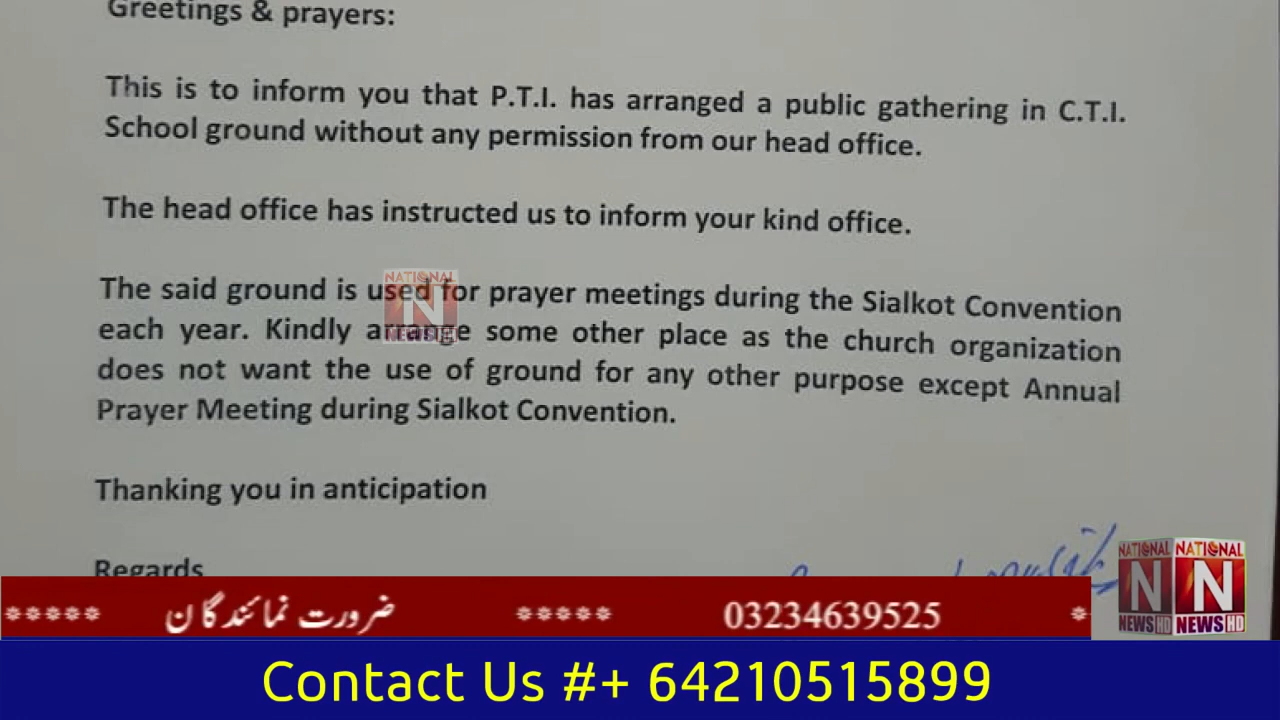 Greetings & prayers:
This is to inform you that P.T.I. has arranged a public gathering in C.T.I.
School ground without any permission from our head office.
The head office has instructed us to inform your kind office.
The said ground is used for prayer meetings during the Sialkot Convention
each year. Kindly arrange some other place as the church organization
does not want the use of ground for any other purpose except Annual
Prayer Meeting during Sialkot Convention.
NATIONAL
N
NEWS HD
Thanking you in anticipation
Regards
NATIONAL NATIONAL
N N
NEWS HD NEWS HD
***** ضرورت نمائندگان ***** 03234639525 *
Contact Us #+ 64210515899